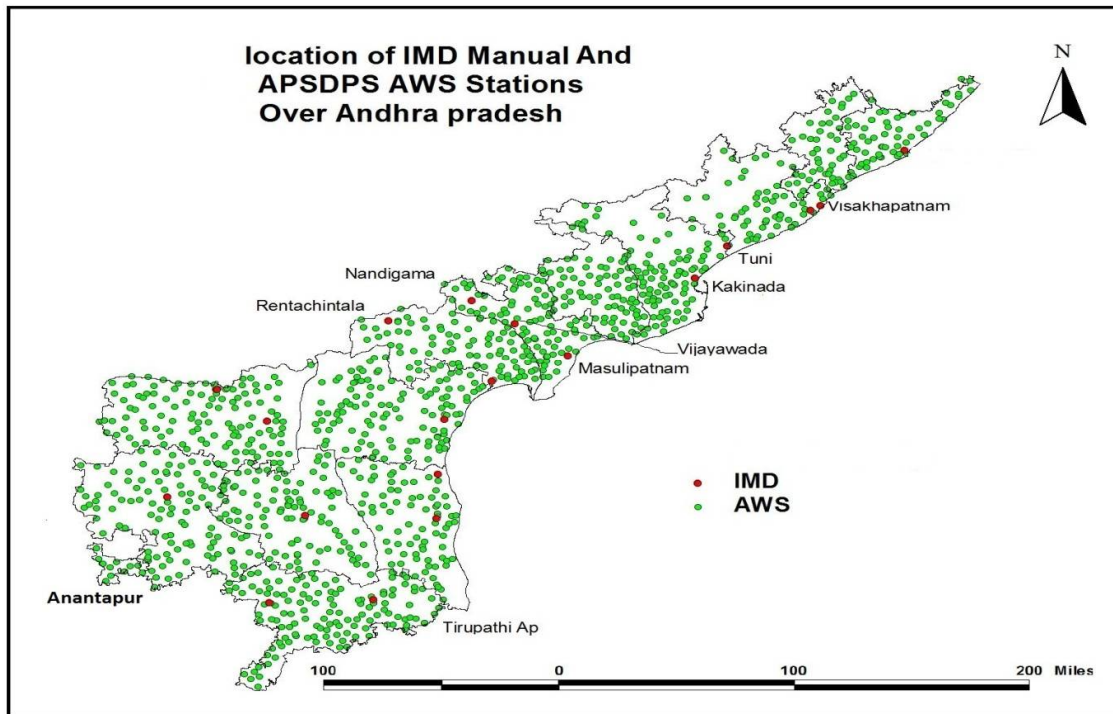 location of IMD Manual And
APSDPS AWS Stations
Over Andhra pradesh
N
Visakhapatnam
Tuni
Nandigama
Kakinada
Rentachintala
Vijayawada
Masulipatnam
IMD
AWS
Anantapur
Tirupathi Ap
100 0 100 200 Miles